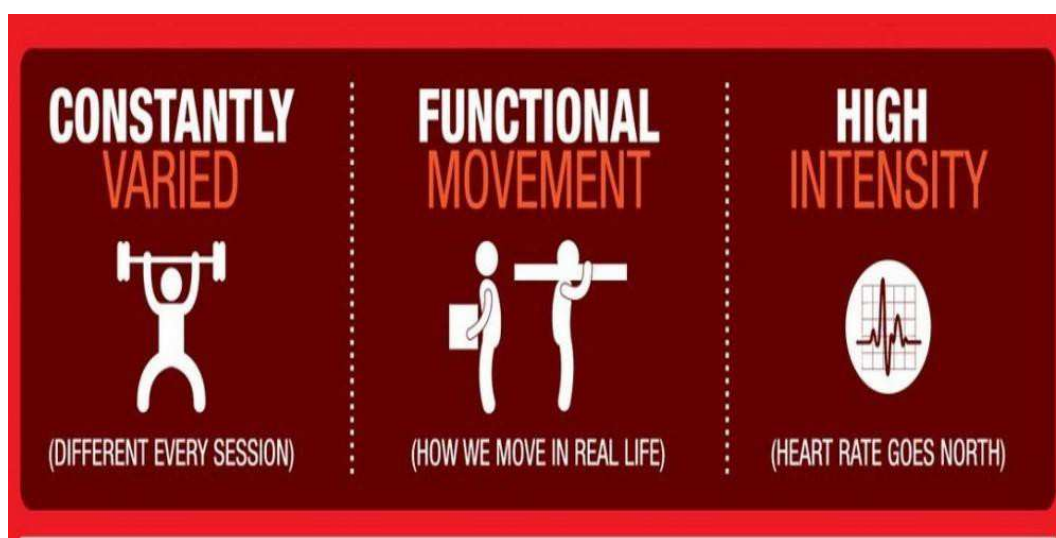 CONSTANTLY
VARIED
(DIFFERENT EVERY SESSION)
FUNCTIONAL
MOVEMENT
(HOW WE MOVE IN REAL LIFE)
HIGH
INTENSITY
(HEART RATE GOES NORTH)